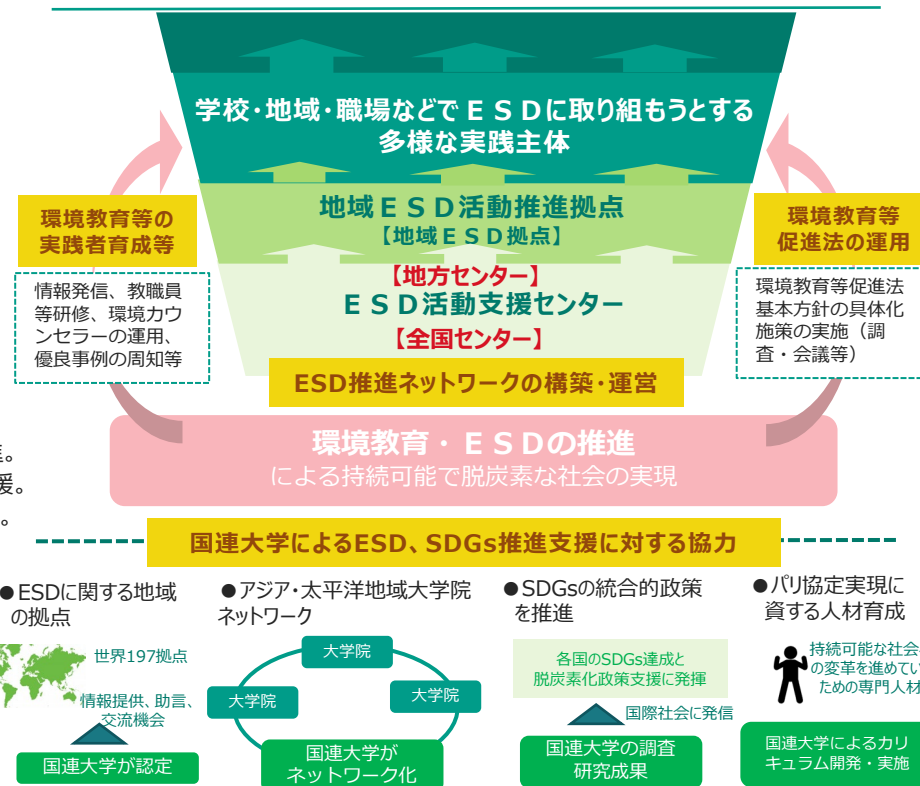 学校・地域・職場などでＥＳＤに取り組もうとする
多様な実践主体
地域ＥＳＤ活動推進拠点
【地域ＥＳＤ拠点】
【地方センター】
ＥＳＤ活動支援センター
【全国センター】
ESD推進ネットワークの構築・運営
環境教育等の
実践者育成等
情報発信、教職員
等研修、環境カウ
ンセラーの運用、
優良事例の周知等
環境教育等
促進法の運用
環境教育等促進法
基本方針の具体化
施策の実施（調
査・会議等）
環境教育・ＥＳＤの推進
による持続可能で脱炭素な社会の実現
。
援。
。
国連大学によるESD、SDGs推進支援に対する協力
●ESDに関する地域
の拠点
世界197拠点
情報提供、助言、
交流機会
国連大学が認定
●アジア・太平洋地域大学院
ネットワーク
大学院
大学院
大学院
国連大学が
ネットワーク化
●SDGsの統合的政策
を推進
各国のSDGs達成と
脱炭素化政策支援に発揮
国際社会に発信
国連大学の調査
研究成果
●パリ協定実現に
資する人材育成
持続可能な社会
の変革を進めてい
ための専門人材
国連大学によるカリ
キュラム開発・実施